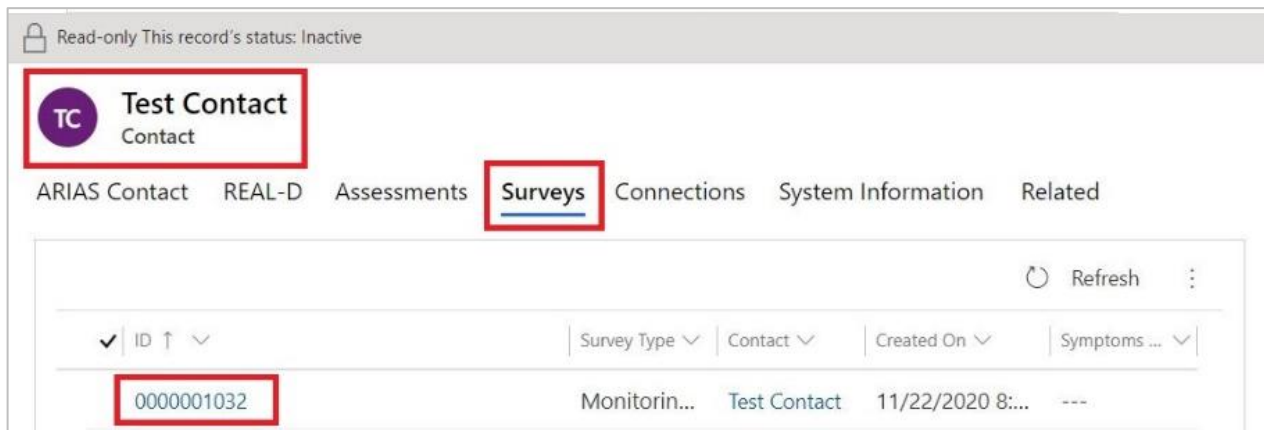 Read-only This record's status: Inactive
TC Test Contact
Contact
ARIAS Contact REAL-D Assessments Surveys Connections System Information Related
Refresh
ID ↑ Survey Type Contact Created On Symptoms ...
0000001032 Monitorin... Test Contact 11/22/2020 8:... ---